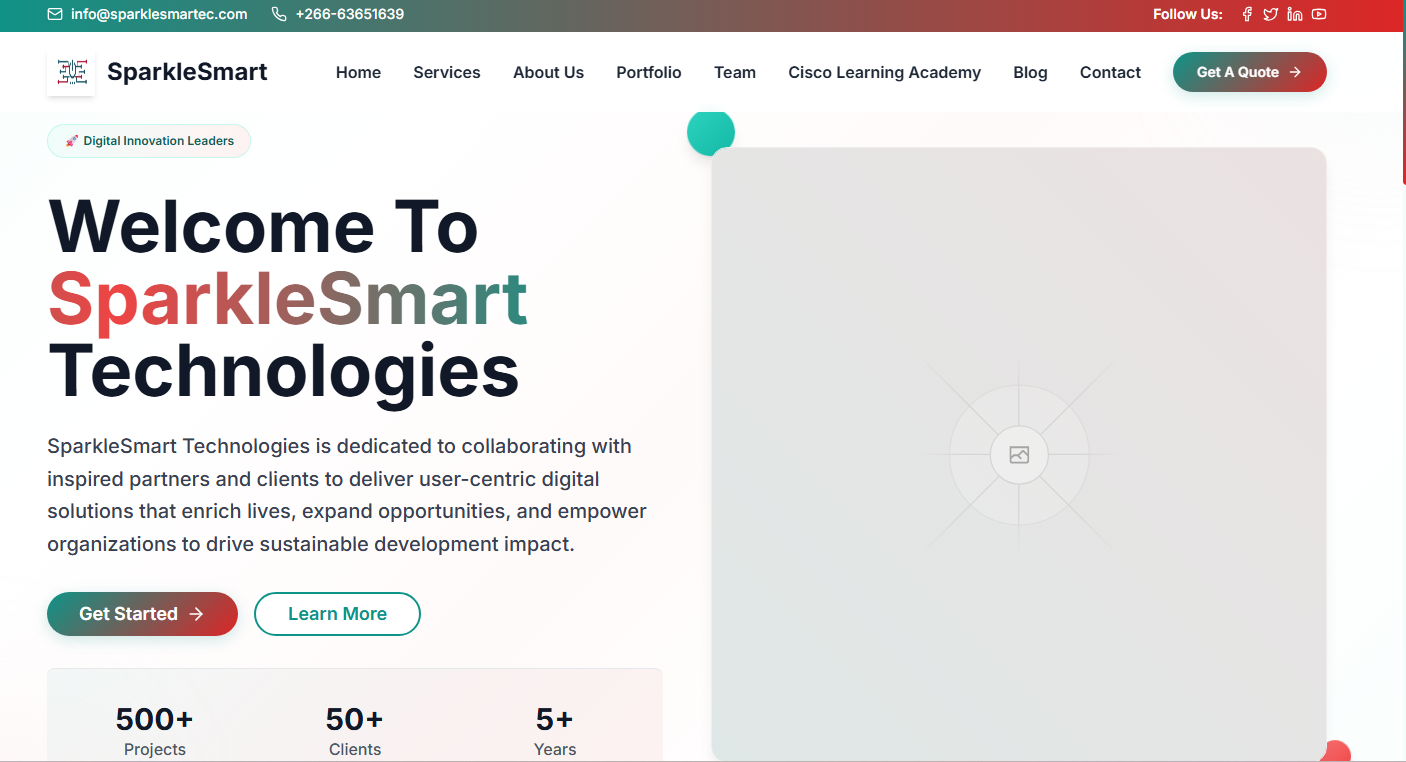 info@sparklesmartec.com +266-63651639 Follow Us:
SparkleSmart Home Services About Us Portfolio Team Cisco Learning Academy Blog Contact Get A Quote →
🚀 Digital Innovation Leaders
Welcome To
SparkleSmart
Technologies
SparkleSmart Technologies is dedicated to collaborating with
inspired partners and clients to deliver user-centric digital
solutions that enrich lives, expand opportunities, and empower
organizations to drive sustainable development impact.
Get Started → Learn More
500+ 50+ 5+
Projects Clients Years